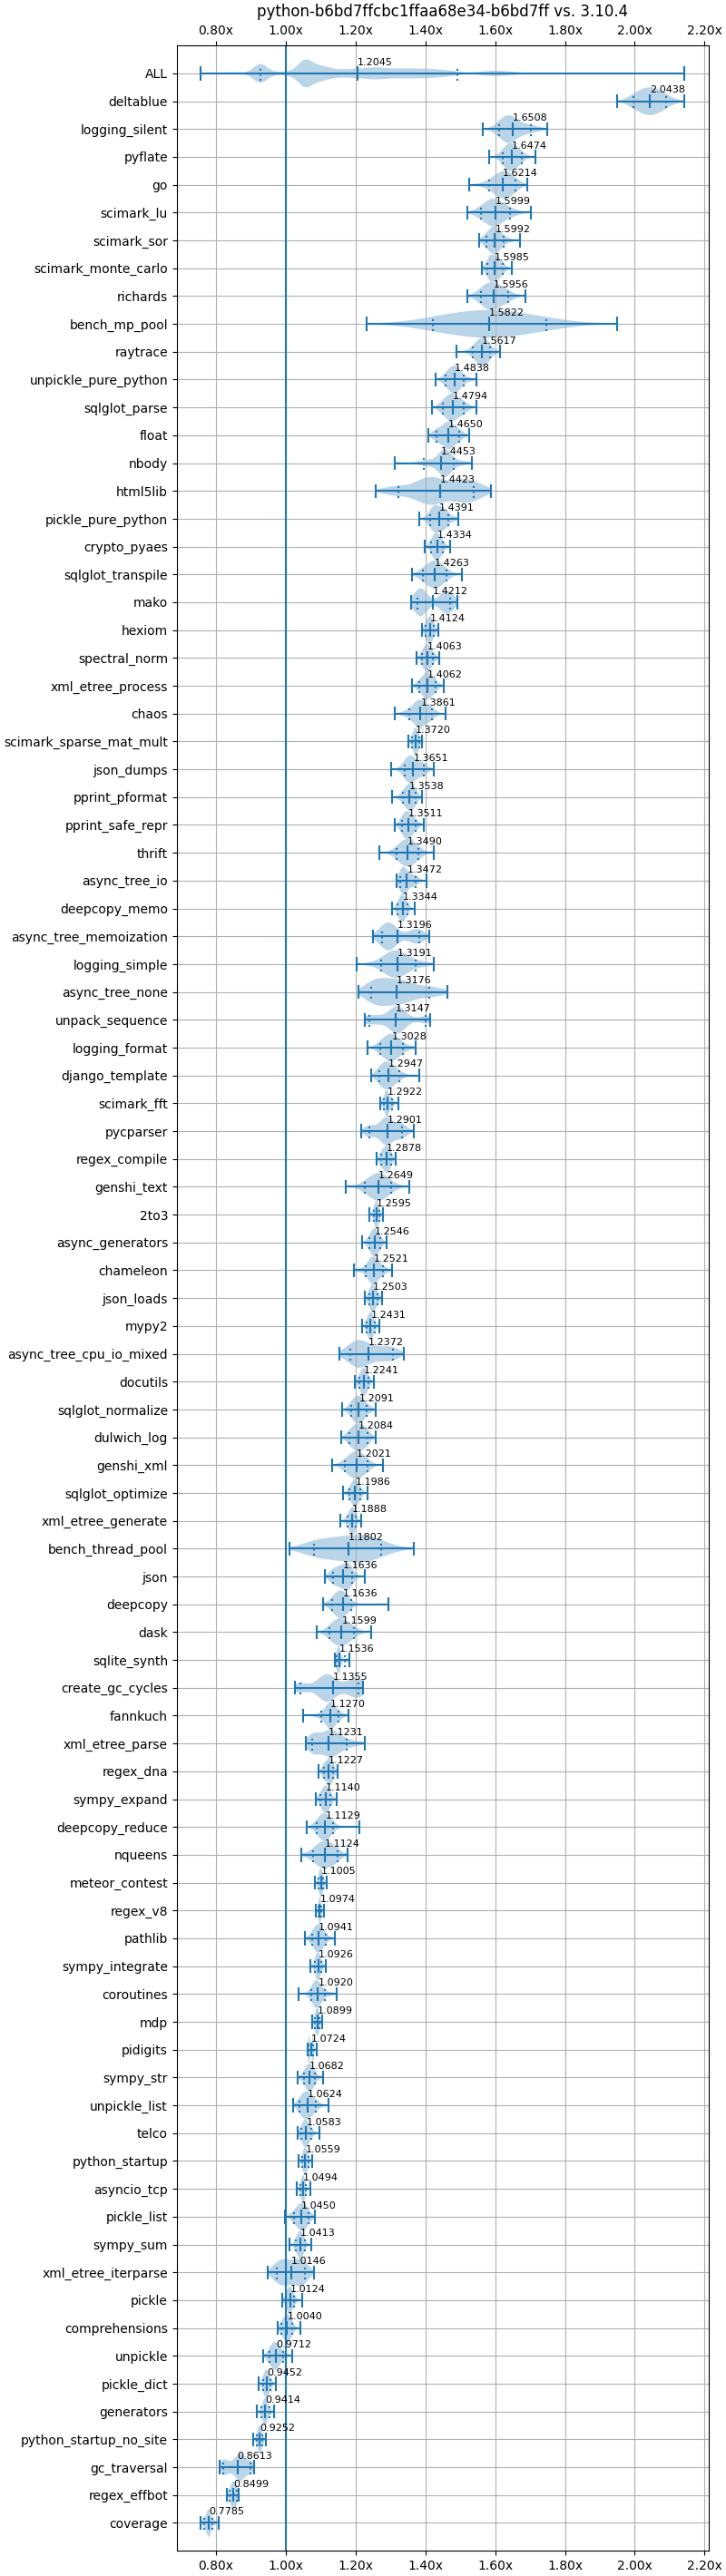 python-b6bd7ffcbc1ffaa68e34-b6bd7ff vs. 3.10.4
0.80x 1.00x 1.20x 1.40x 1.60x 1.80x 2.00x 2.20x
ALL 1.2045
deltablue 2.0438
logging_silent 1.6508
pyflate 1.6474
go 1.6214
scimark_lu 1.5999
scimark_sor 1.5992
scimark_monte_carlo 1.5985
richards 1.5956
bench_mp_pool 1.5822
raytrace 1.5617
unpickle_pure_python 1.4838
sqlglot_parse 1.4794
float 1.4650
nbody 1.4453
html5lib 1.4423
pickle_pure_python 1.4391
crypto_pyaes 1.4334
sqlglot_transpile 1.4263
mako 1.4212
hexiom 1.4124
spectral_norm 1.4063
xml_etree_process 1.4062
chaos 1.3861
scimark_sparse_mat_mult 1.3720
json_dumps 1.3651
pprint_pformat 1.3538
pprint_safe_repr 1.3511
thrift 1.3490
async_tree_io 1.3472
deepcopy_memo 1.3344
async_tree_memoization 1.3196
logging_simple 1.3191
async_tree_none 1.3176
unpack_sequence 1.3147
logging_format 1.3028
django_template 1.2947
scimark_fft 1.2922
pycparser 1.2901
regex_compile 1.2878
genshi_text 1.2649
2to3 1.2595
async_generators 1.2546
chameleon 1.2521
json_loads 1.2503
mypy2 1.2431
async_tree_cpu_io_mixed 1.2372
docutils 1.2241
sqlglot_normalize 1.2091
dulwich_log 1.2084
genshi_xml 1.2021
sqlglot_optimize 1.1986
xml_etree_generate 1.1888
bench_thread_pool 1.1802
json 1.1636
deepcopy 1.1636
dask 1.1599
sqlite_synth 1.1536
create_gc_cycles 1.1355
fannkuch 1.1270
xml_etree_parse 1.1231
regex_dna 1.1227
sympy_expand 1.1140
deepcopy_reduce 1.1129
nqueens 1.1124
meteor_contest 1.1005
regex_v8 1.0974
pathlib 1.0941
sympy_integrate 1.0926
coroutines 1.0920
mdp 1.0899
pidigits 1.0724
sympy_str 1.0682
unpickle_list 1.0624
telco 1.0583
python_startup 1.0559
asyncio_tcp 1.0494
pickle_list 1.0450
sympy_sum 1.0413
xml_etree_iterparse 1.0146
pickle 1.0124
comprehensions 1.0040
unpickle 0.9712
pickle_dict 0.9452
generators 0.9414
python_startup_no_site 0.9252
gc_traversal 0.8613
regex_effbot 0.8499
coverage 0.7785
0.80x 1.00x 1.20x 1.40x 1.60x 1.80x 2.00x 2.20x